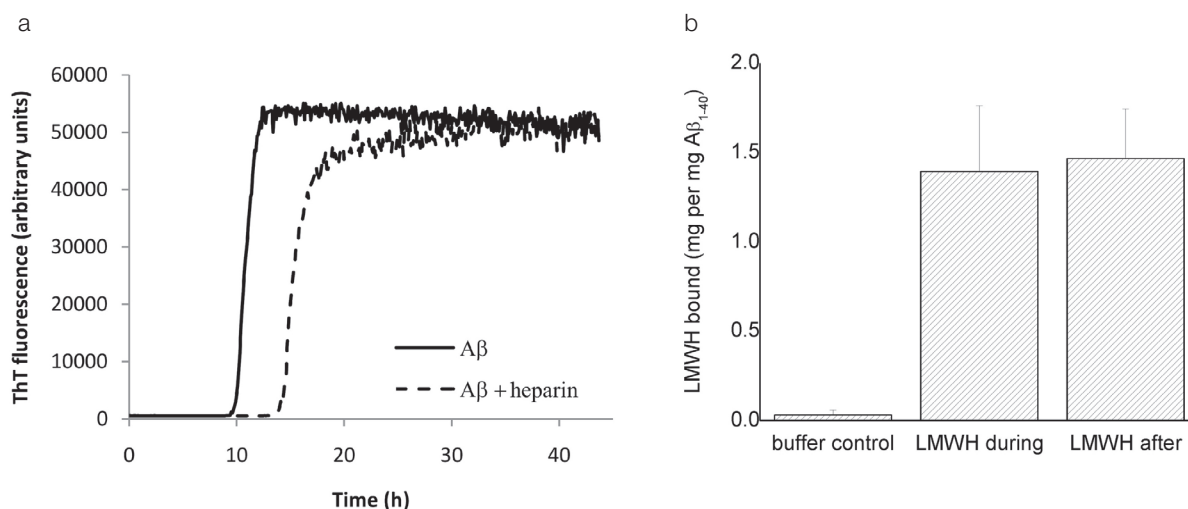 a
ThT fluorescence (arbitrary units)
60000
50000
40000
30000
20000
10000
0
Aβ
Aβ + heparin
0 10 20 30 40
Time (h)
b
LMWH bound (mg per mg Aβ1-40)
2.0
1.5
1.0
0.5
0.0
buffer control LMWH during LMWH after